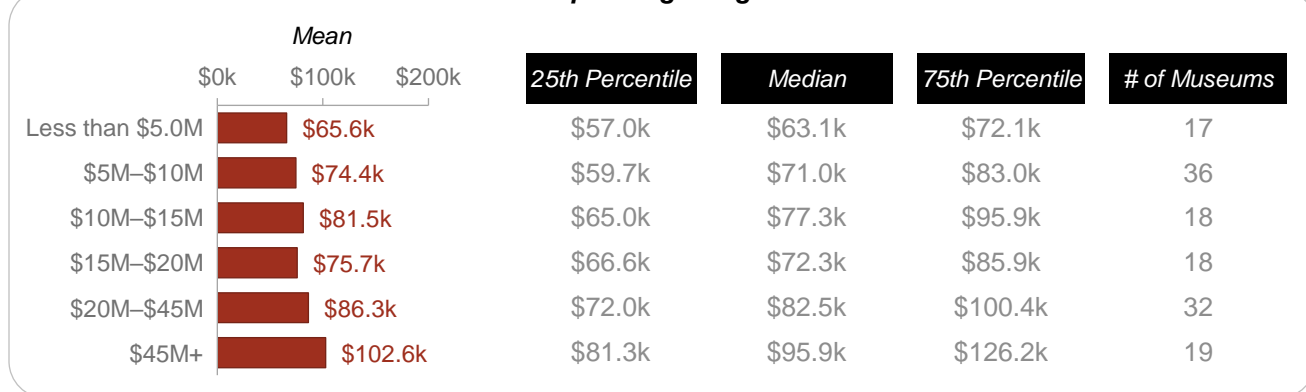 Mean
$0k $100k $200k
25th Percentile Median 75th Percentile # of Museums
Less than $5.0M $65.6k $57.0k $63.1k $72.1k 17
$5M–$10M $74.4k $59.7k $71.0k $83.0k 36
$10M–$15M $81.5k $65.0k $77.3k $95.9k 18
$15M–$20M $75.7k $66.6k $72.3k $85.9k 18
$20M–$45M $86.3k $72.0k $82.5k $100.4k 32
$45M+ $102.6k $81.3k $95.9k $126.2k 19